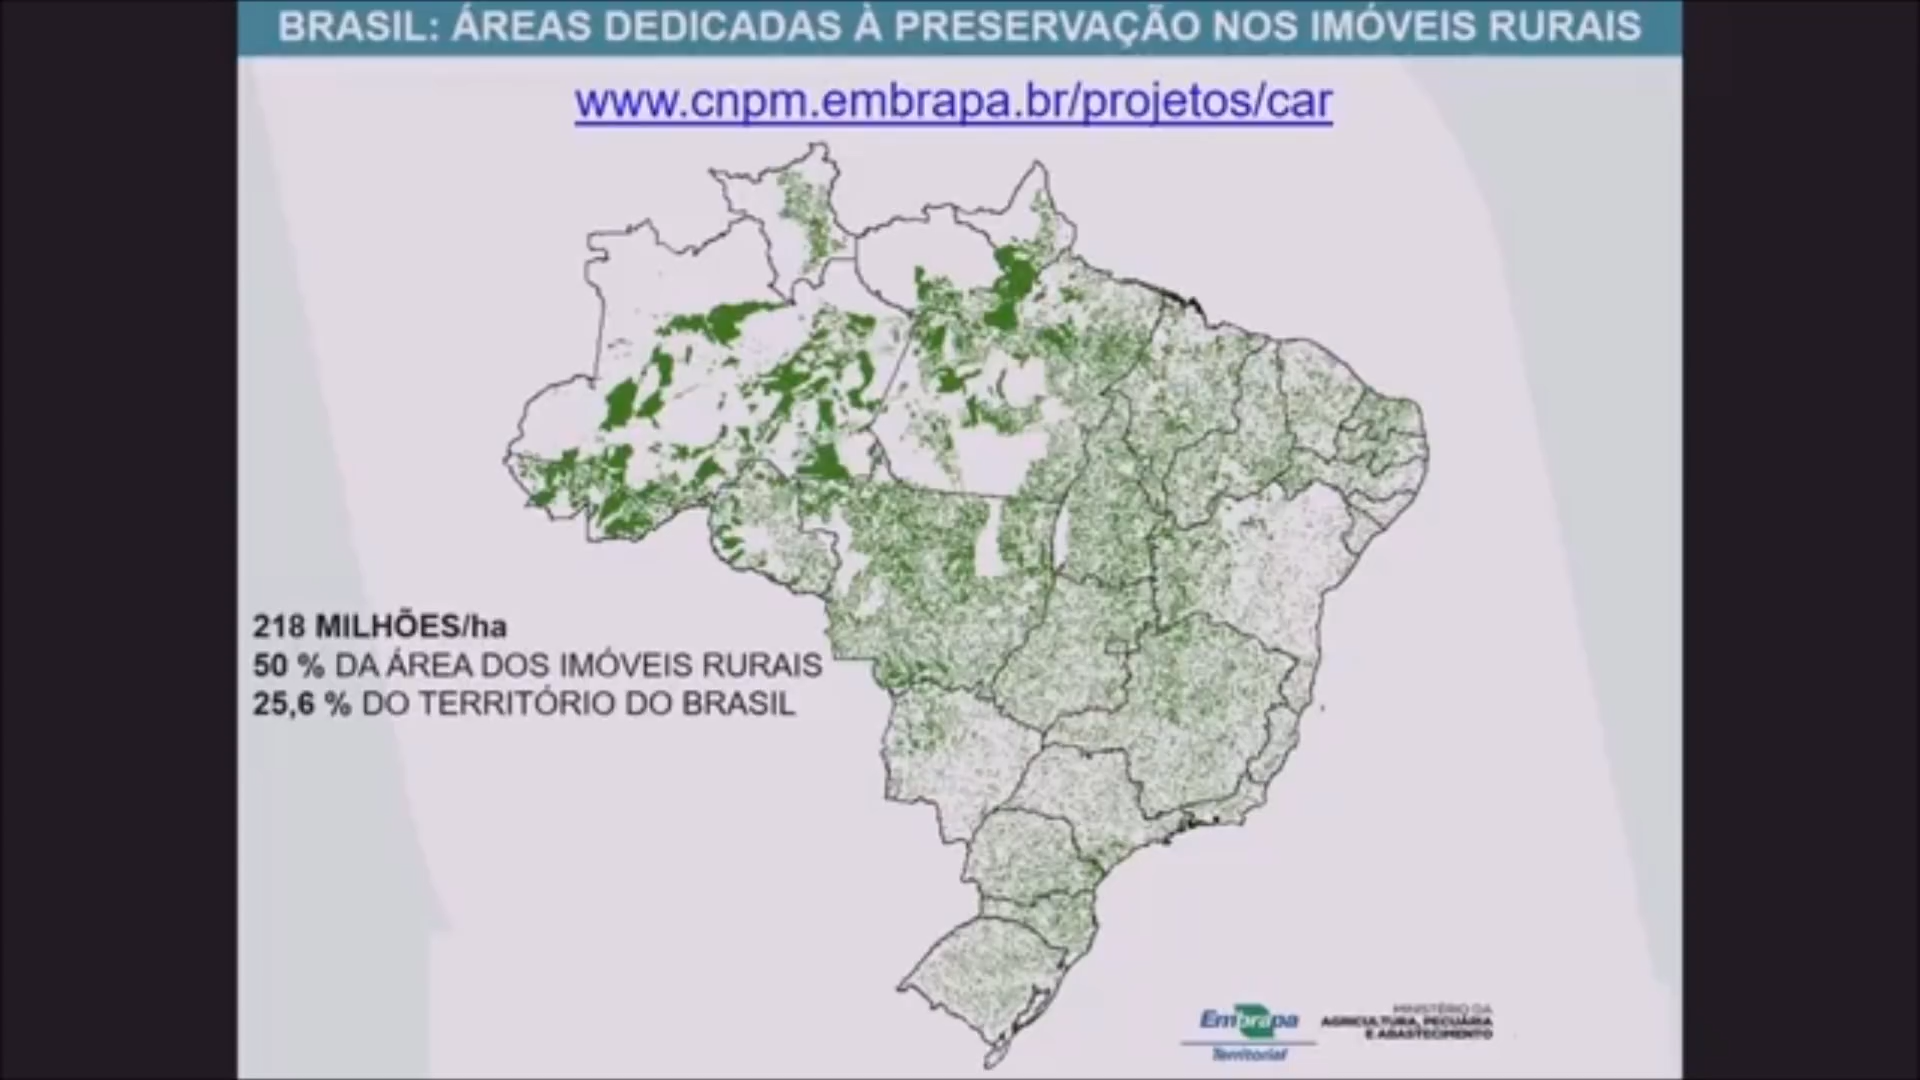 BRASIL: ÁREAS DEDICADAS À PRESERVAÇÃO NOS IMÓVEIS RURAIS
www.cnpm.embrapa.br/projetos/car
218 MILHÕES/ha
50 % DA ÁREA DOS IMÓVEIS RURAIS
25,6 % DO TERRITÓRIO DO BRASIL
Embrapa
Territorial
MINISTÉRIO DA
AGRICULTURA, PECUÁRIA
E ABASTECIMENTO